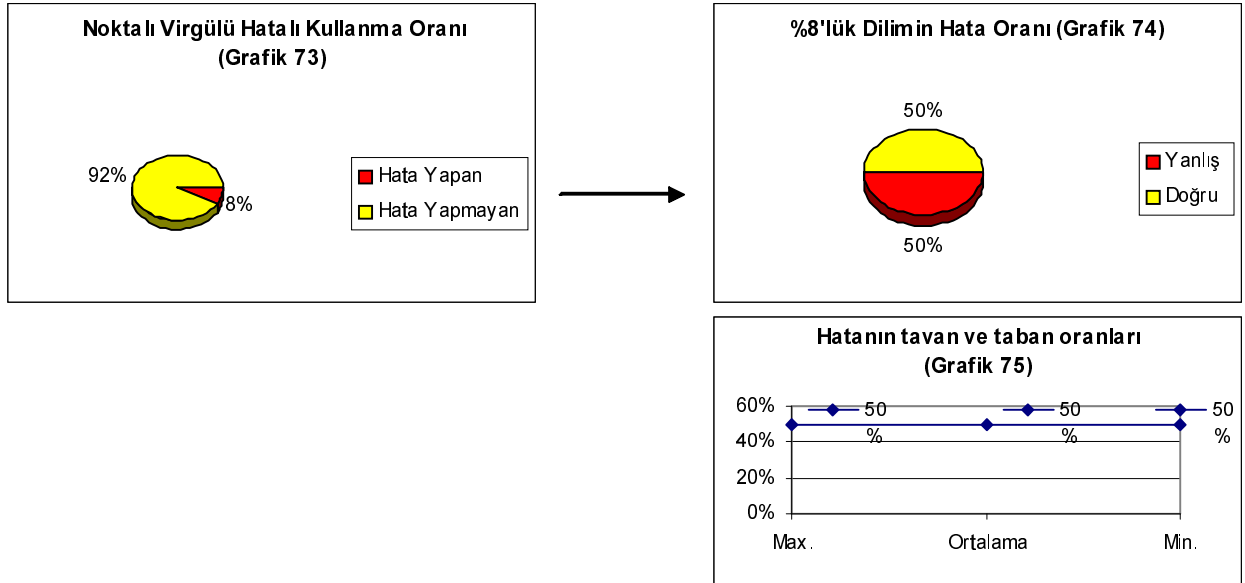 Noktalı Virgülü Hatalı Kullanma Oranı
(Grafik 73)
92%
8%
Hata Yapan
Hata Yapmayan
%8'lük Dilimin Hata Oranı (Grafik 74)
50%
50%
Yanlış
Doğru
Hatanın tavan ve taban oranları
(Grafik 75)
60%
40%
20%
0%
50
%
50
%
50
%
Max.
Ortalama
Min.